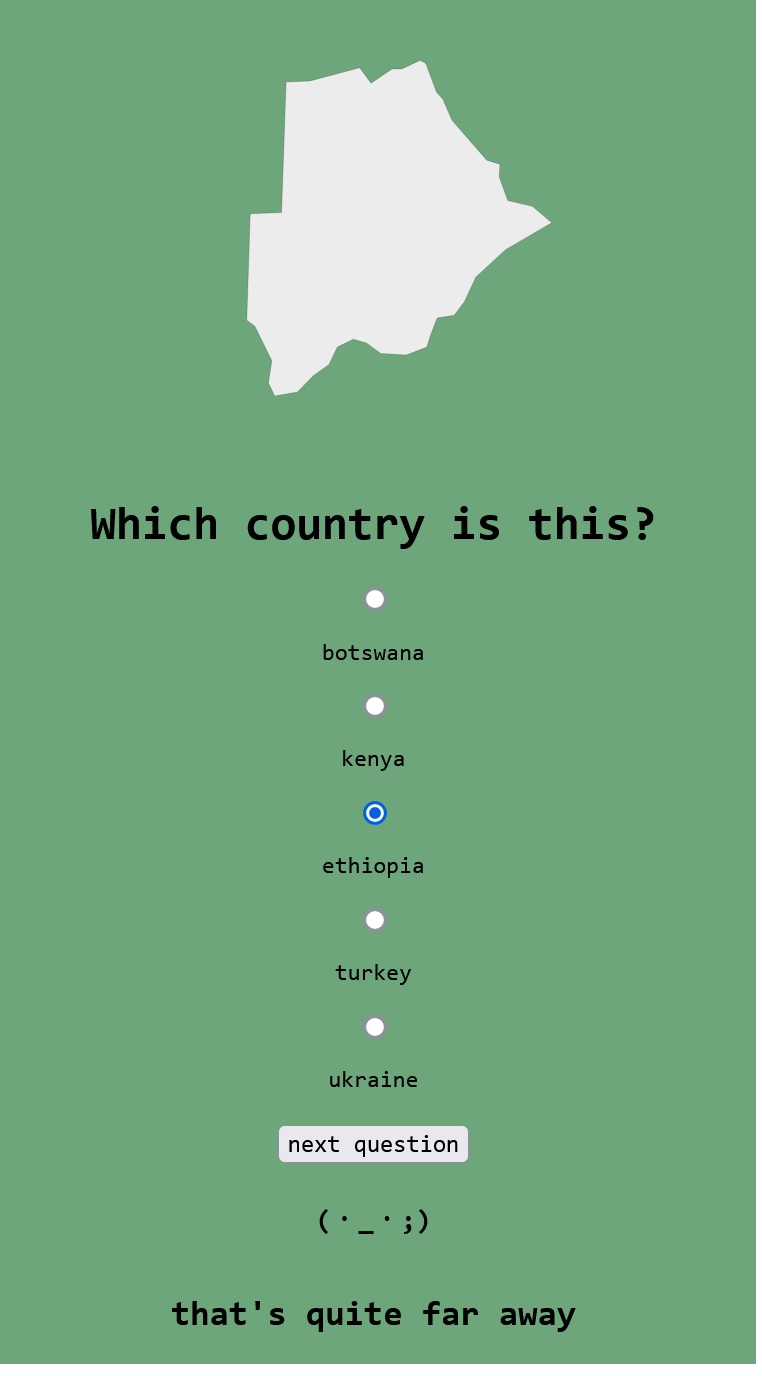 Which country is this?
botswana
kenya
ethiopia
turkey
ukraine
next question
(・_・;)
that's quite far away